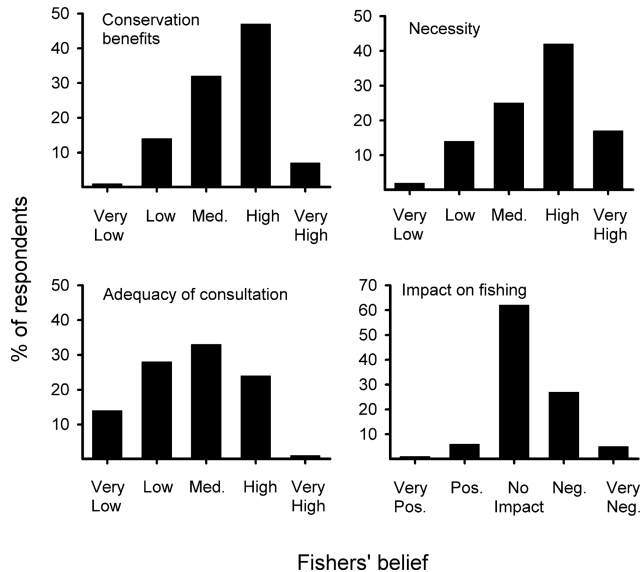 % of respondents
Conservation
benefits
50
40
30
20
10
Very Low Med. High Very
Low High
Necessity
50
40
30
20
10
Very Low Med. High Very
Low High
Adequacy of consultation
50
40
30
20
10
Very Low Med. High Very
Low High
Impact on fishing
70
60
50
40
30
20
10
Very Pos. No Neg. Very
Pos. Impact Neg.
Fishers' belief